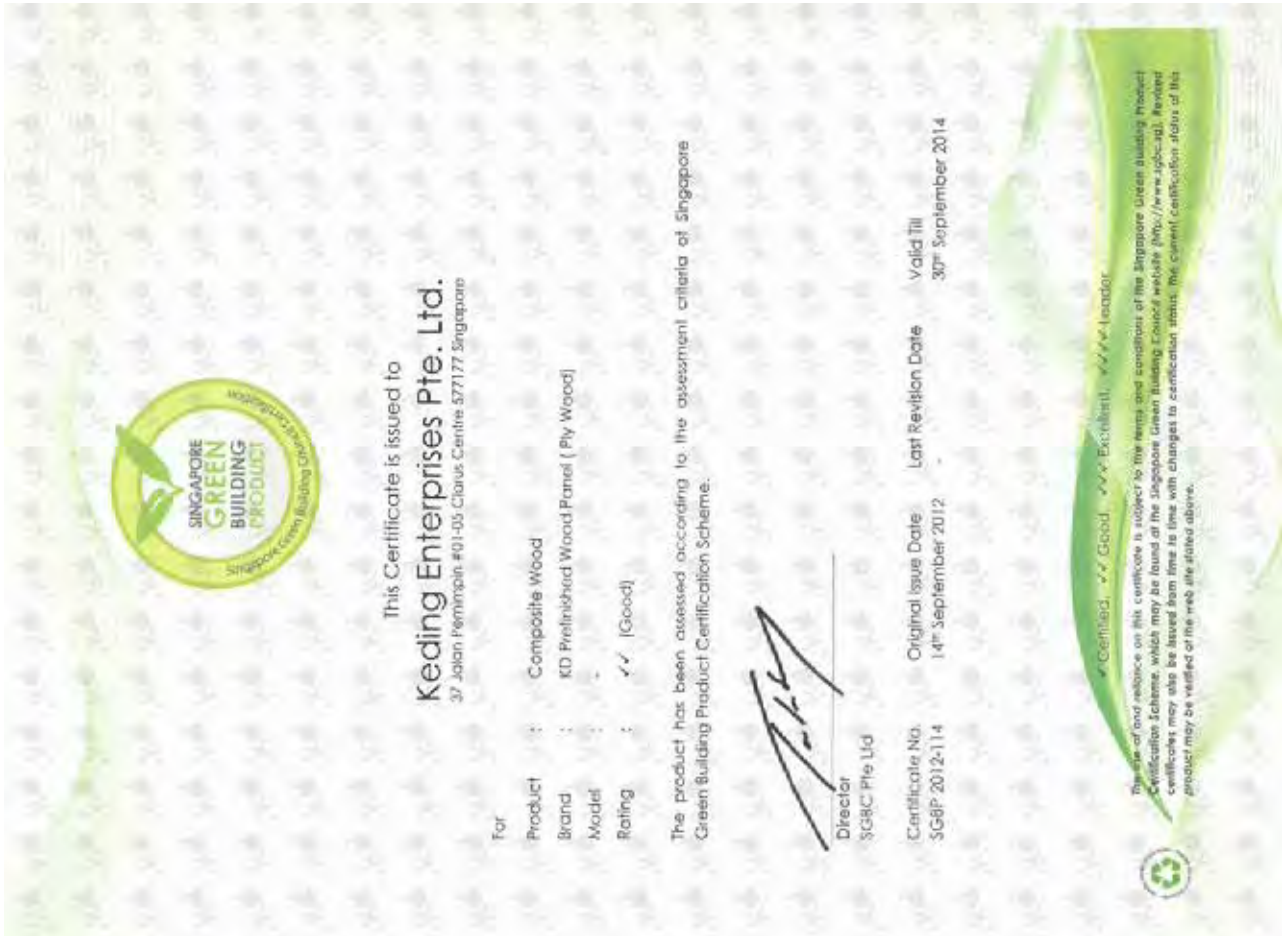 SINGAPORE
GREEN
BUILDING
PRODUCT
Singapore Green Building Council Certification
This Certificate is issued to
Keding Enterprises Pte. Ltd.
37 Jalan Pemimpin #01-05 Clarus Centre 577177 Singapore
For
Product : Composite Wood
Brand : KD Prefinished Wood Panel ( Ply Wood)
Model : -
Rating : ✓✓ (Good)
The product has been assessed according to the assessment criteria of Singapore
Green Building Product Certification Scheme.
Director
SGBC Pte Ltd
Certificate No. Original Issue Date Last Revision Date Valid Till
SGBP 2012-114 14th September 2012 - 30th September 2014
✓ Certified, ✓✓ Good, ✓✓✓ Excellent, ✓✓✓✓ Leader
The use of and reliance on this certificate is subject to the terms and conditions of the Singapore Green Building Product
Certification Scheme, which may be found at the Singapore Green Building Council website (http://www.sgbc.sg). Revised
certificates may also be issued from time to time with changes to certification status. The current certification status of this
product may be verified at the web site stated above.